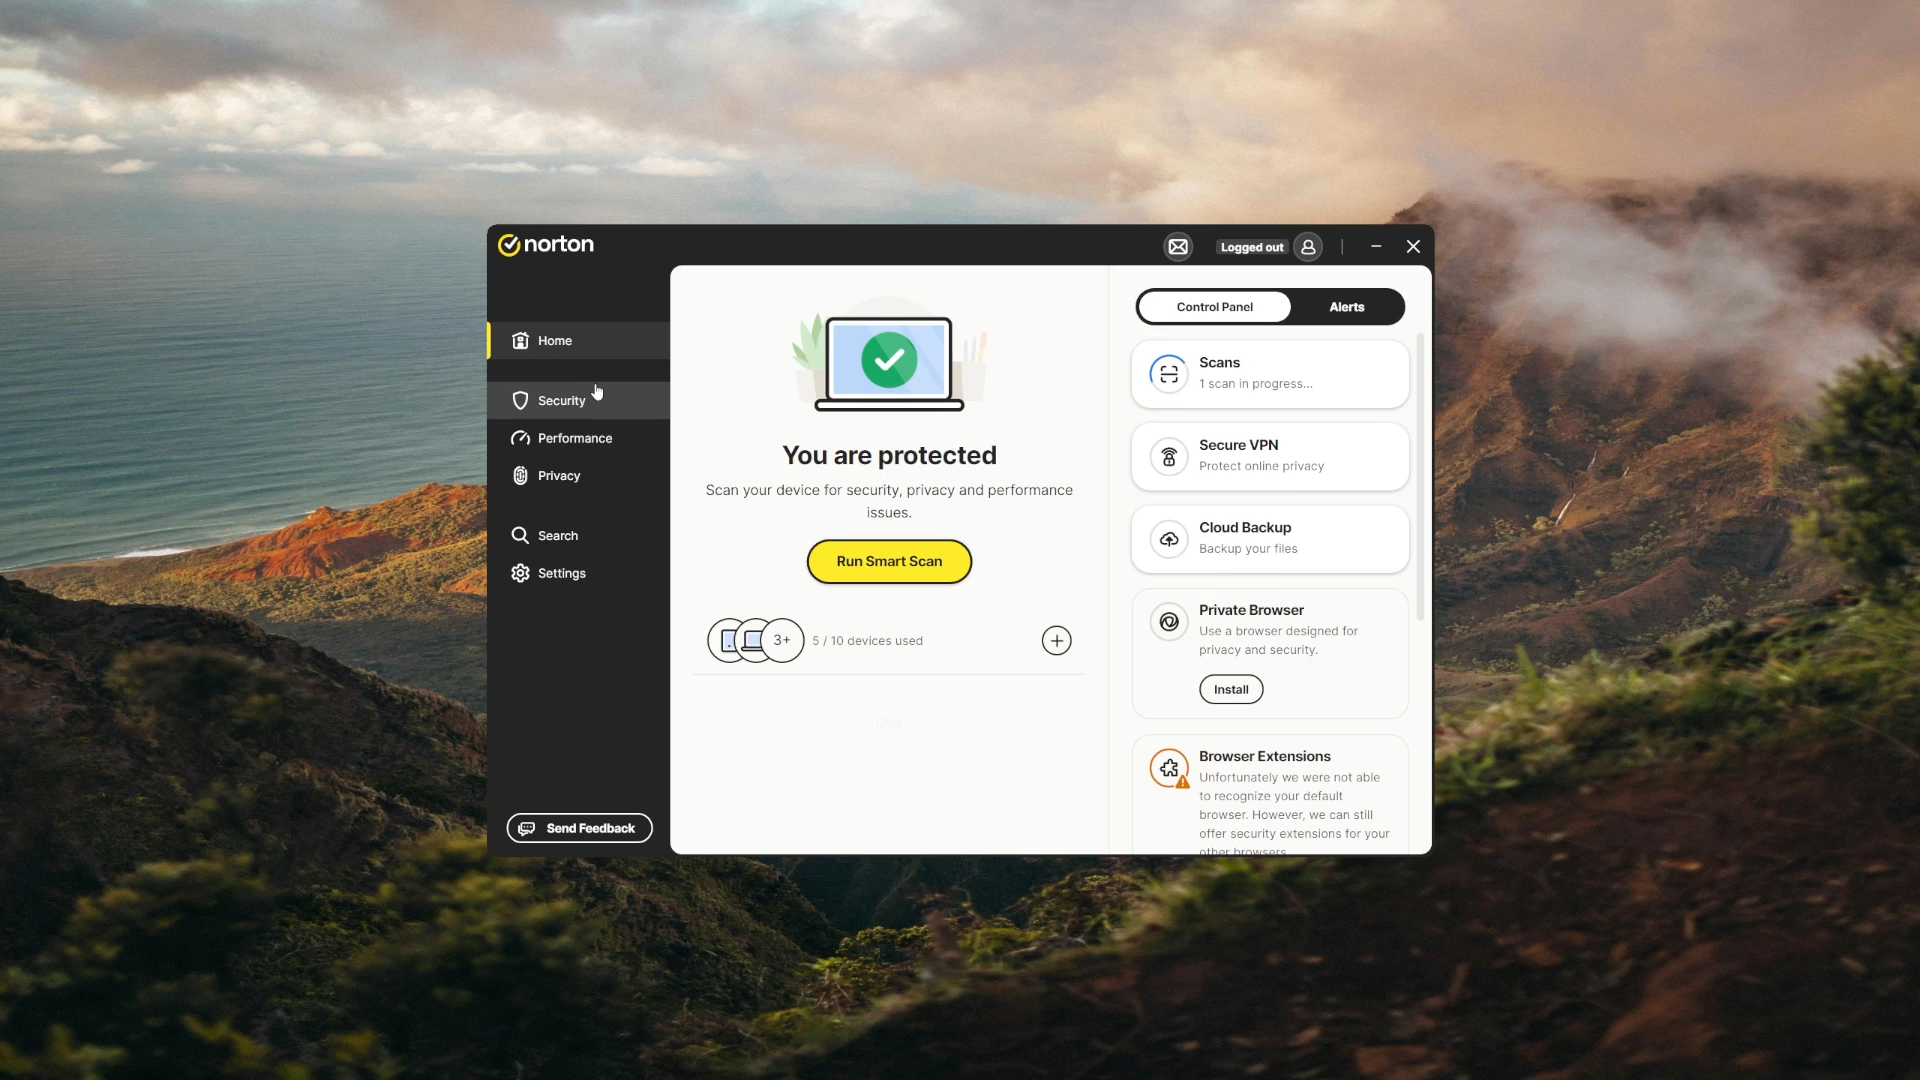 norton
Logged out
Home
Security
Performance
Privacy
Search
Settings
Send Feedback
You are protected
Scan your device for security, privacy and performance
issues.
Run Smart Scan
3+
5 / 10 devices used
Control Panel
Alerts
Scans
1 scan in progress...
Secure VPN
Protect online privacy
Cloud Backup
Backup your files
Private Browser
Use a browser designed for
privacy and security.
Install
Browser Extensions
Unfortunately we were not able
to recognize your default
browser. However, we can still
offer security extensions for your
other browsers